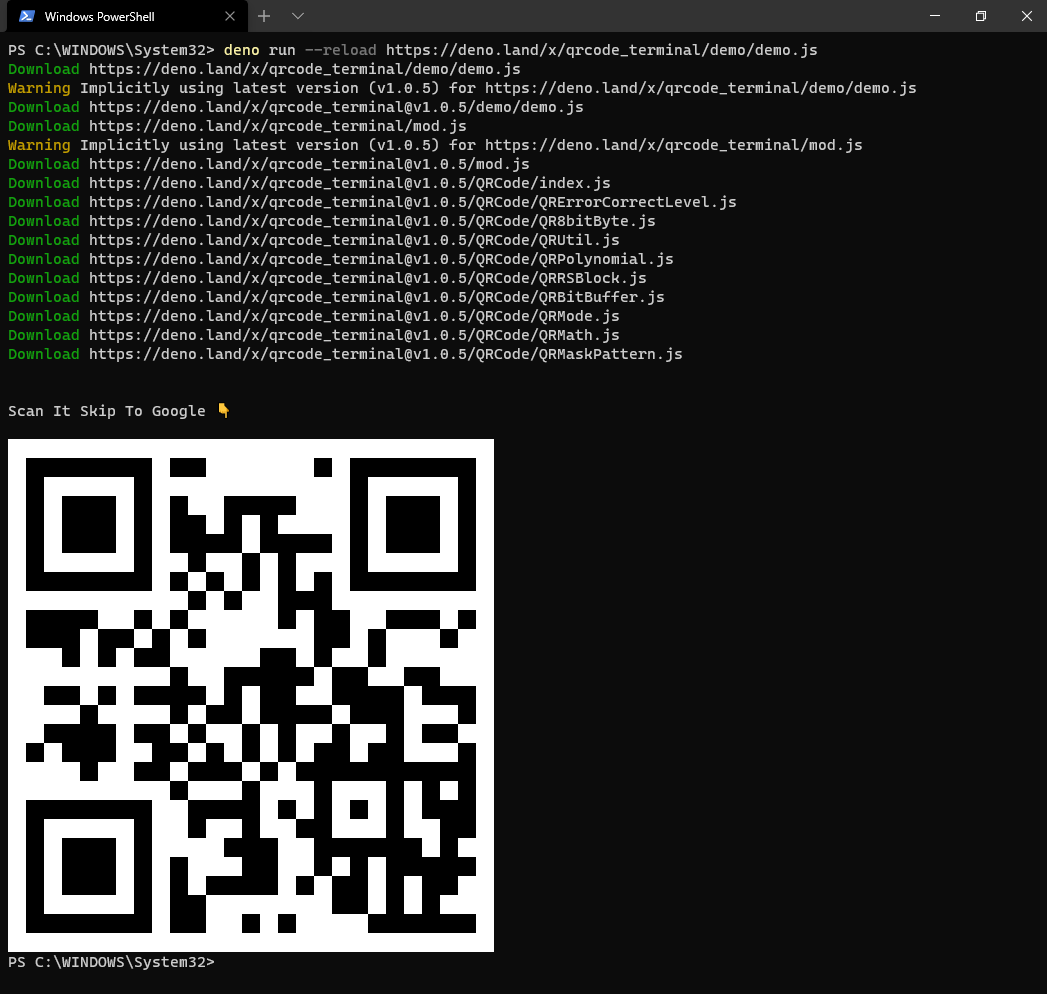 Windows PowerShell
PS C:\WINDOWS\System32> deno run --reload https://deno.land/x/qrcode_terminal/demo/demo.js
Download https://deno.land/x/qrcode_terminal/demo/demo.js
Warning Implicitly using latest version (v1.0.5) for https://deno.land/x/qrcode_terminal/demo/demo.js
Download https://deno.land/x/qrcode_terminal@v1.0.5/demo/demo.js
Download https://deno.land/x/qrcode_terminal/mod.js
Warning Implicitly using latest version (v1.0.5) for https://deno.land/x/qrcode_terminal/mod.js
Download https://deno.land/x/qrcode_terminal@v1.0.5/mod.js
Download https://deno.land/x/qrcode_terminal@v1.0.5/QRCode/index.js
Download https://deno.land/x/qrcode_terminal@v1.0.5/QRCode/QRErrorCorrectLevel.js
Download https://deno.land/x/qrcode_terminal@v1.0.5/QRCode/QR8bitByte.js
Download https://deno.land/x/qrcode_terminal@v1.0.5/QRCode/QRUtil.js
Download https://deno.land/x/qrcode_terminal@v1.0.5/QRCode/QRPolynomial.js
Download https://deno.land/x/qrcode_terminal@v1.0.5/QRCode/QRRSBlock.js
Download https://deno.land/x/qrcode_terminal@v1.0.5/QRCode/QRBitBuffer.js
Download https://deno.land/x/qrcode_terminal@v1.0.5/QRCode/QRMode.js
Download https://deno.land/x/qrcode_terminal@v1.0.5/QRCode/QRMath.js
Download https://deno.land/x/qrcode_terminal@v1.0.5/QRCode/QRMaskPattern.js
Scan It Skip To Google 👇
PS C:\WINDOWS\System32>